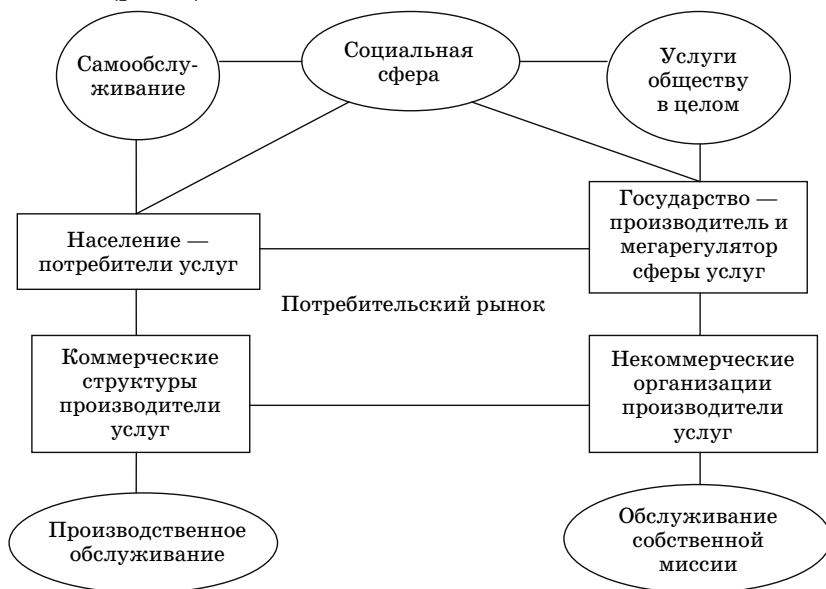 Самообслу-
живание
Социальная
сфера
Услуги
обществу
в целом
Население —
потребители услуг
Государство —
производитель и
мегарегулятор
сферы услуг
Потребительский рынок
Коммерческие
структуры
производители
услуг
Некоммерческие
организации
производители
услуг
Производственное
обслуживание
Обслуживание
собственной
миссии